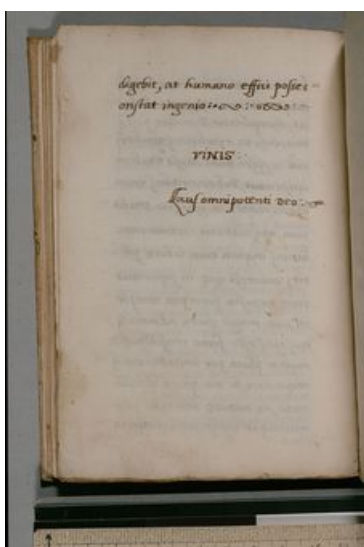 digebit, at humano effici posse c-
onstat ingenio
FINIS
Laus omnipotenti deo